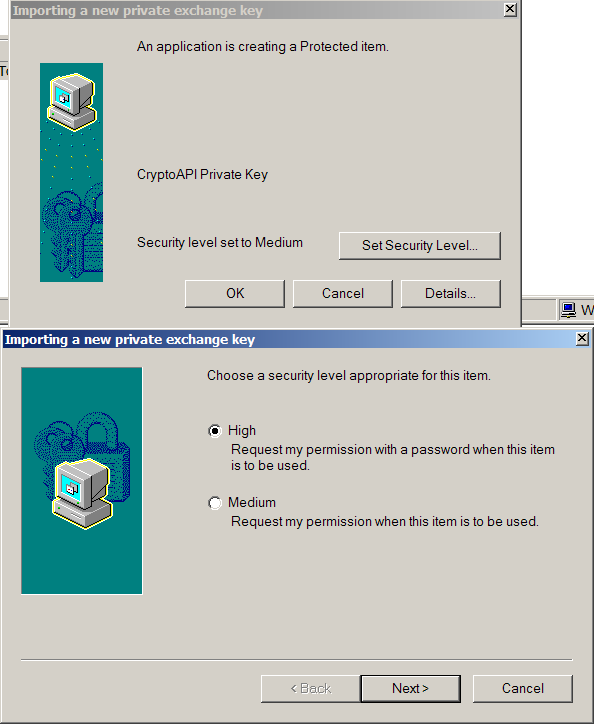 Importing a new private exchange key
An application is creating a Protected item.
To
CryptoAPI Private Key
Security level set to Medium
Set Security Level...
OK
Cancel
Details...
W
Importing a new private exchange key
Choose a security level appropriate for this item.
High
Request my permission with a password when this item
is to be used.
Medium
Request my permission when this item is to be used.
< Back
Next >
Cancel